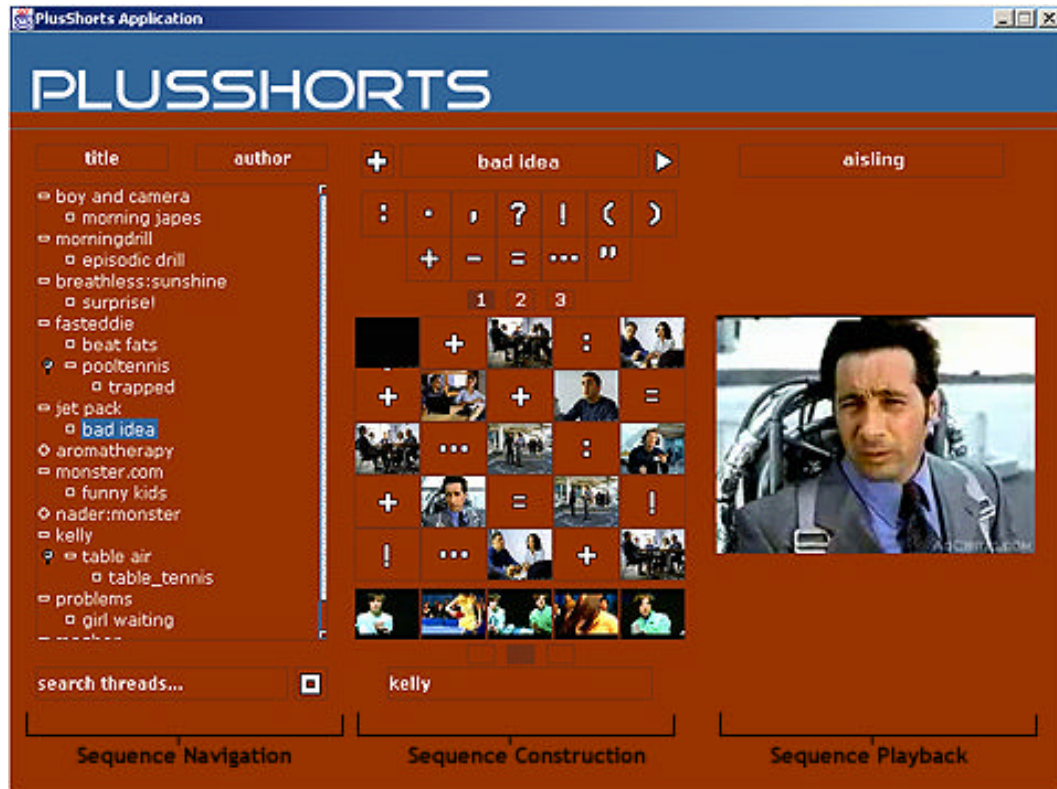 PlusShorts Application
PLUSSHORTS
title
author
boy and camera
morning japes
morningdrill
episodic drill
breathless:sunshine
surprise!
fasteddie
beat fats
pooltennis
trapped
jet pack
bad idea
aromatherapy
monster.com
funny kids
nader:monster
kelly
table air
table_tennis
problems
girl waiting
search threads...
Sequence Navigation
+ bad idea
: . , ? ! ( )
+ - = ... "
1 2 3
+ :
+ + =
... :
+ = !
! ... +
kelly
Sequence Construction
aisling
ADCRITIC.COM
Sequence Playback